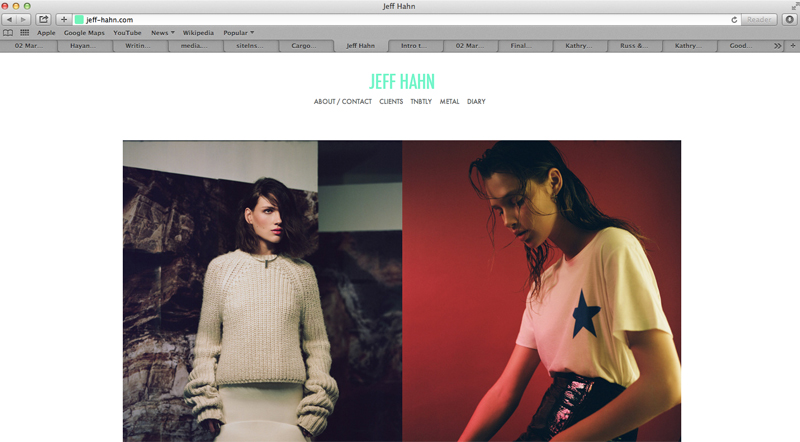 Jeff Hahn
jeff-hahn.com
Reader
Apple Google Maps YouTube News Wikipedia Popular
02 Mar... Hayan... Writin... media.... siteIns... Cargo... Jeff Hahn Intro t... 02 Mar... Final... Kathry... Russ &... Kathry... Good...
JEFF HAHN
ABOUT / CONTACT CLIENTS TNBTLY METAL DIARY